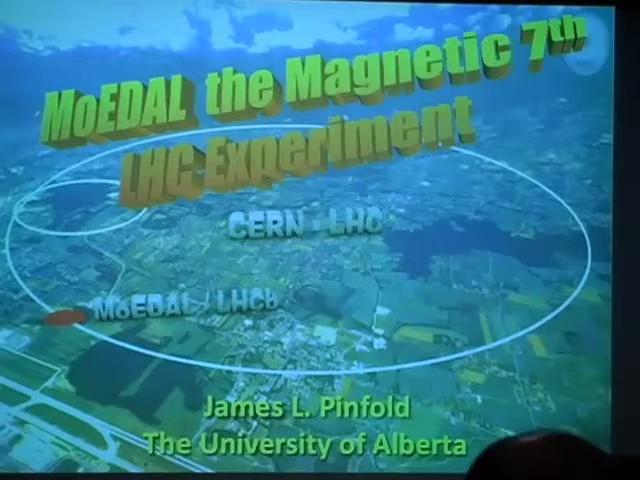 MoEDAL the Magnetic 7th
LHC Experiment
CERN - LHC
MoEDAL / LHCb
James L. Pinfold
The University of Alberta